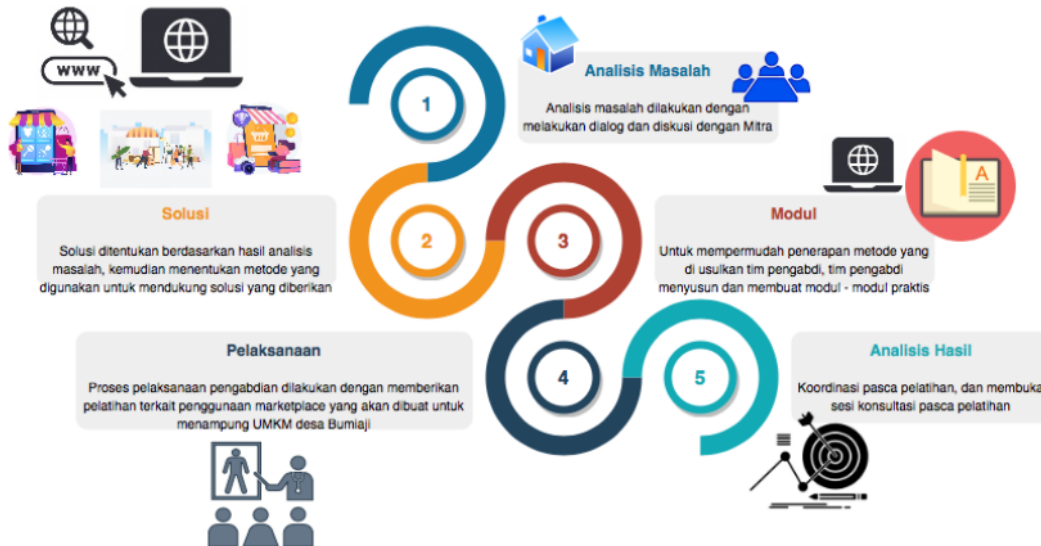 WWW
1
Analisis Masalah
Analisis masalah dilakukan dengan
melakukan dialog dan diskusi dengan Mitra
Solusi
Solusi ditentukan berdasarkan hasil analisis
masalah, kemudian menentukan metode yang
digunakan untuk mendukung solusi yang diberikan
2
3
Modul
A
Untuk mempermudah penerapan metode yang
di usulkan tim pengabdi, tim pengabdi
menyusun dan membuat modul - modul praktis
Pelaksanaan
Proses pelaksanaan pengabdian dilakukan dengan memberikan
pelatihan terkait penggunaan marketplace yang akan dibuat untuk
menampung UMKM desa Bumiaji
4
5
Analisis Hasil
Koordinasi pasca pelatihan, dan membuka
sesi konsultasi pasca pelatihan